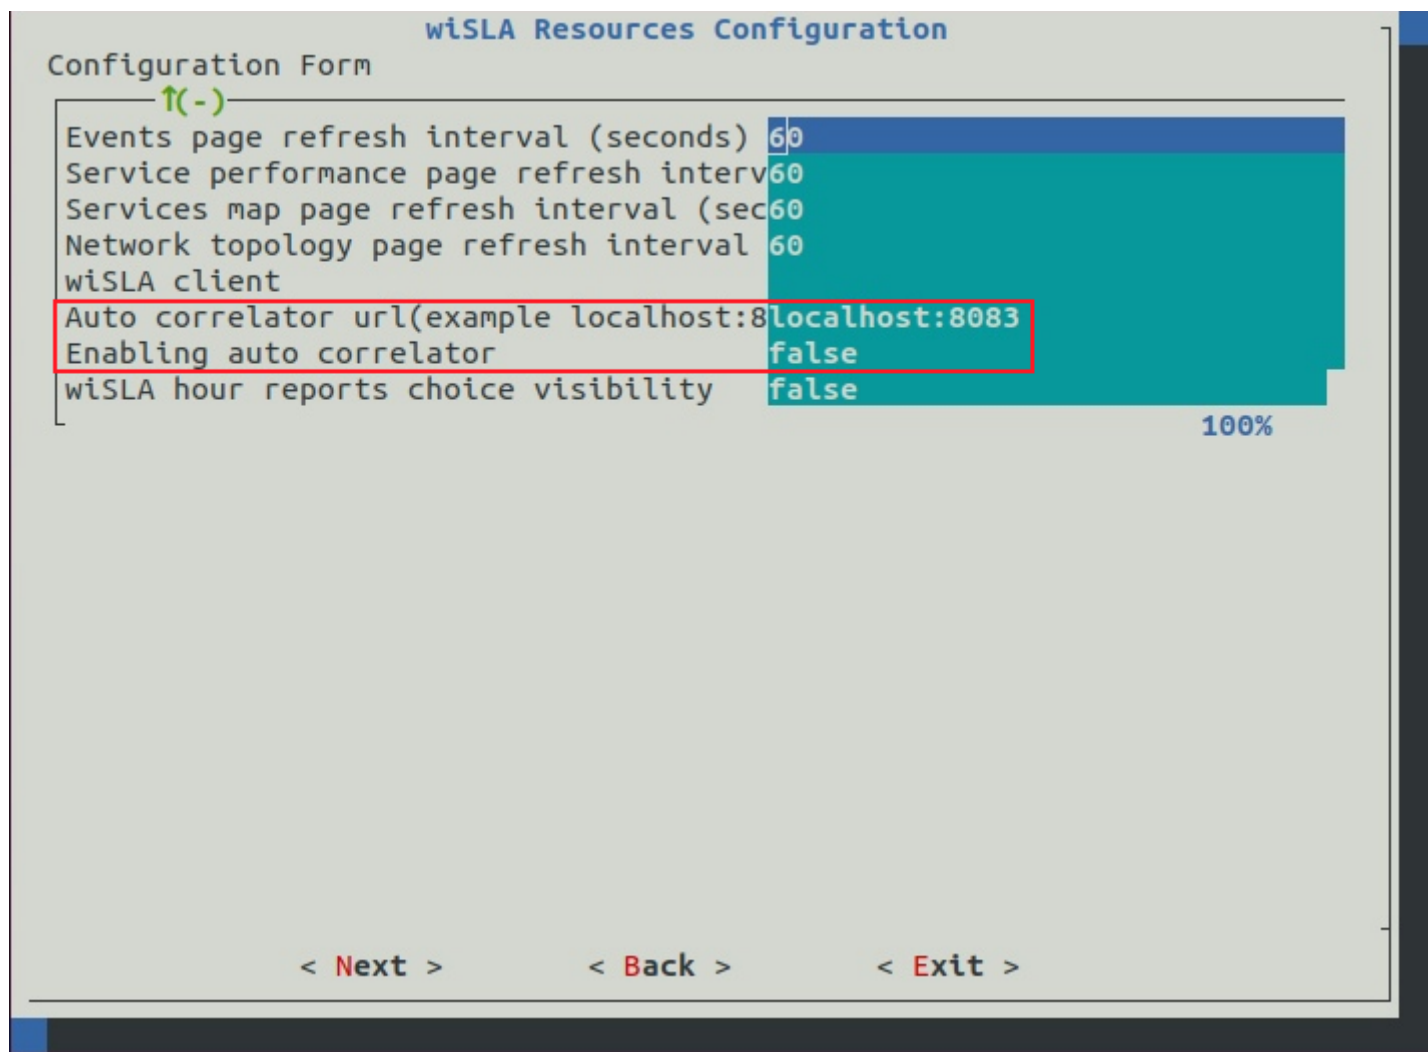 wiSLA Resources Configuration
Configuration Form
↑(-)
Events page refresh interval (seconds) 60
Service performance page refresh interv60
Services map page refresh interval (sec60
Network topology page refresh interval 60
wiSLA client
Auto correlator url(example localhost:8localhost:8083
Enabling auto correlator false
wiSLA hour reports choice visibility false
100%
< Next > < Back > < Exit >